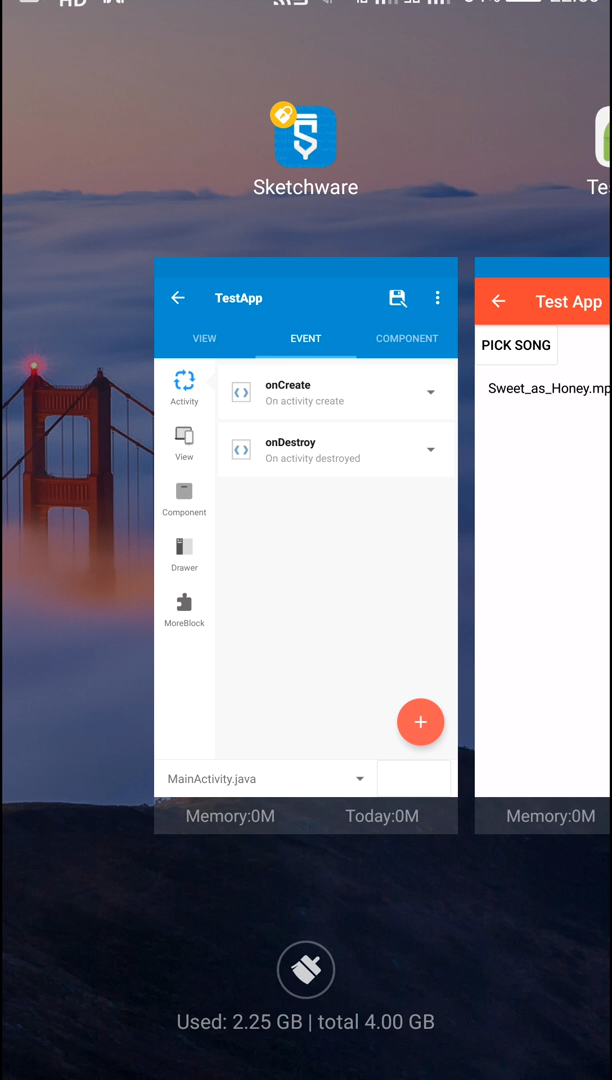 HD
Sketchware
Te
TestApp
VIEW
EVENT
COMPONENT
Activity
View
Component
Drawer
MoreBlock
onCreate
On activity create
onDestroy
On activity destroyed
+
MainActivity.java
Memory:0M
Today:0M
Test App
PICK SONG
Sweet_as_Honey.mp
Memory:0M
Used: 2.25 GB | total 4.00 GB